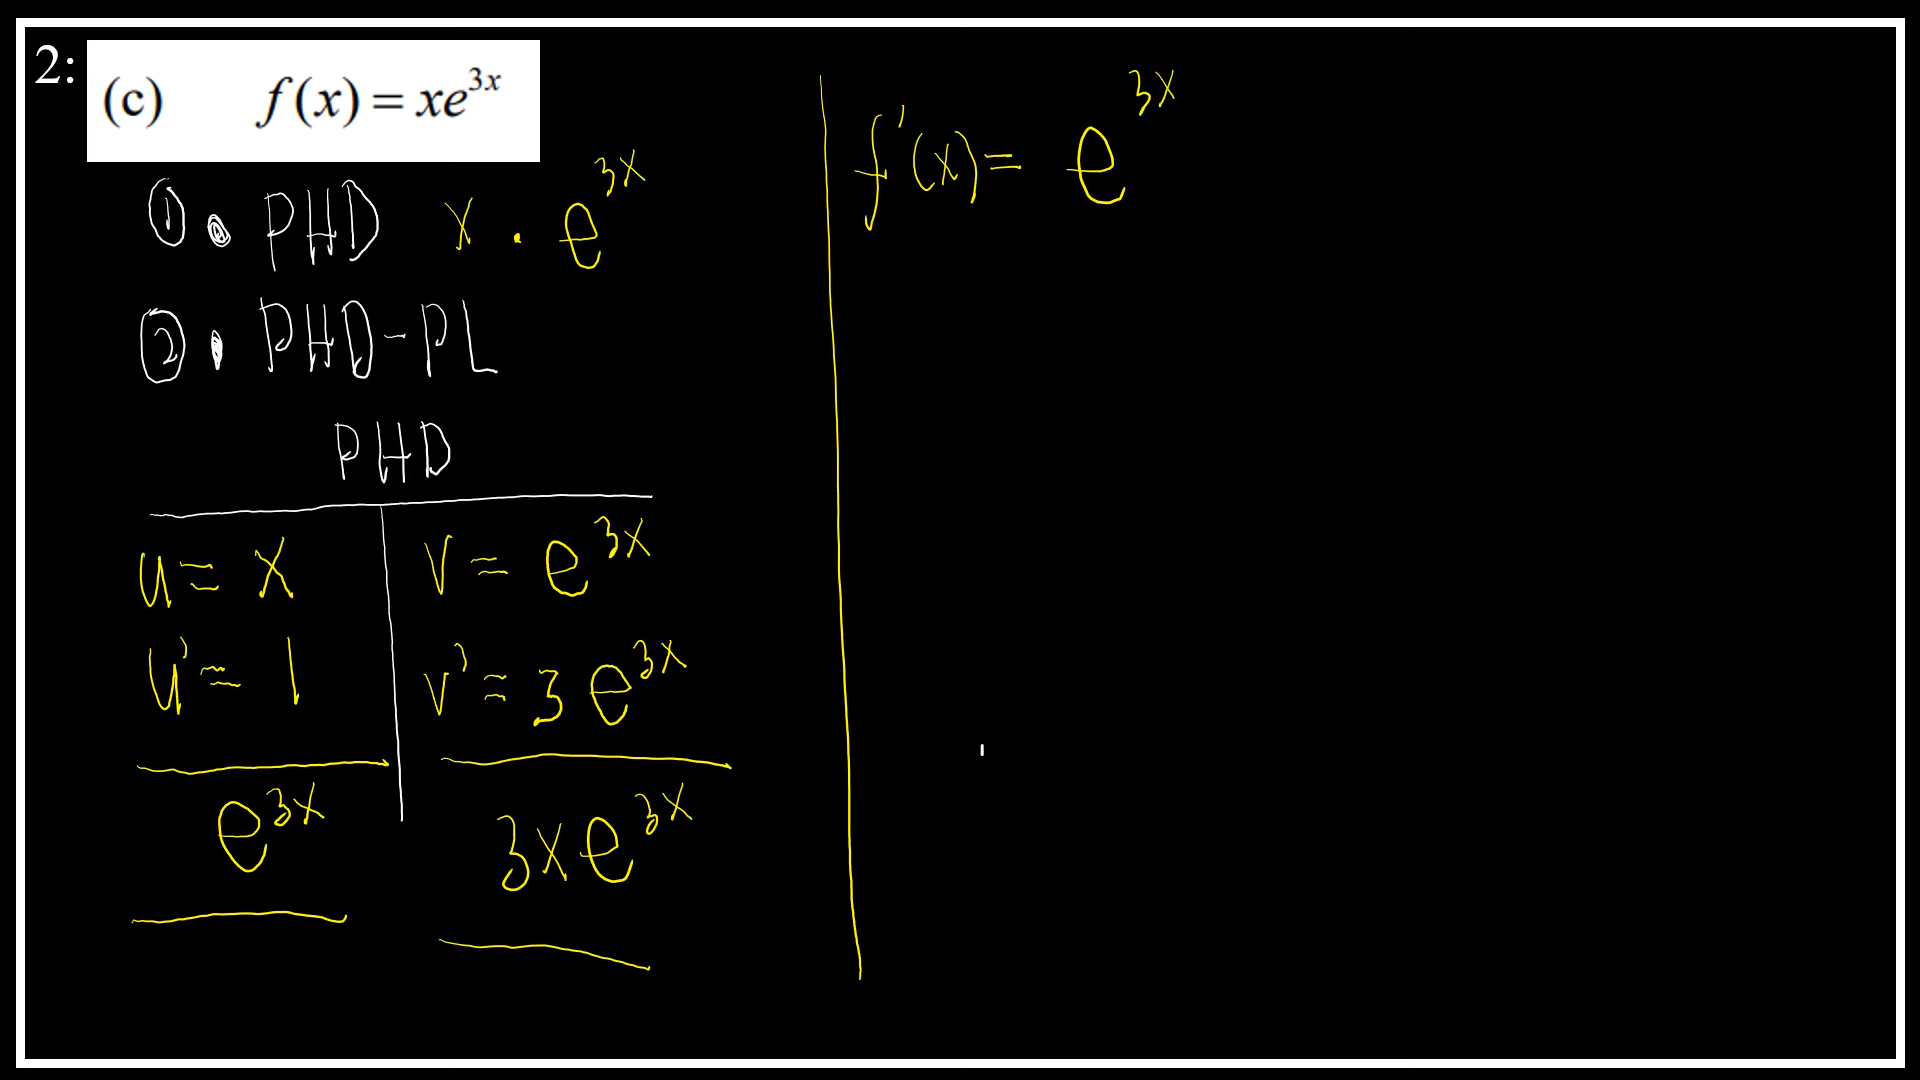 2:
(c) f(x) = xe^{3x}
① • PHD x · e^{3x}
② • PHD-PL
PHD
u = x
u' = 1
e^{3x}
v = e^{3x}
v' = 3e^{3x}
3xe^{3x}
f'(x) = e^{3x}